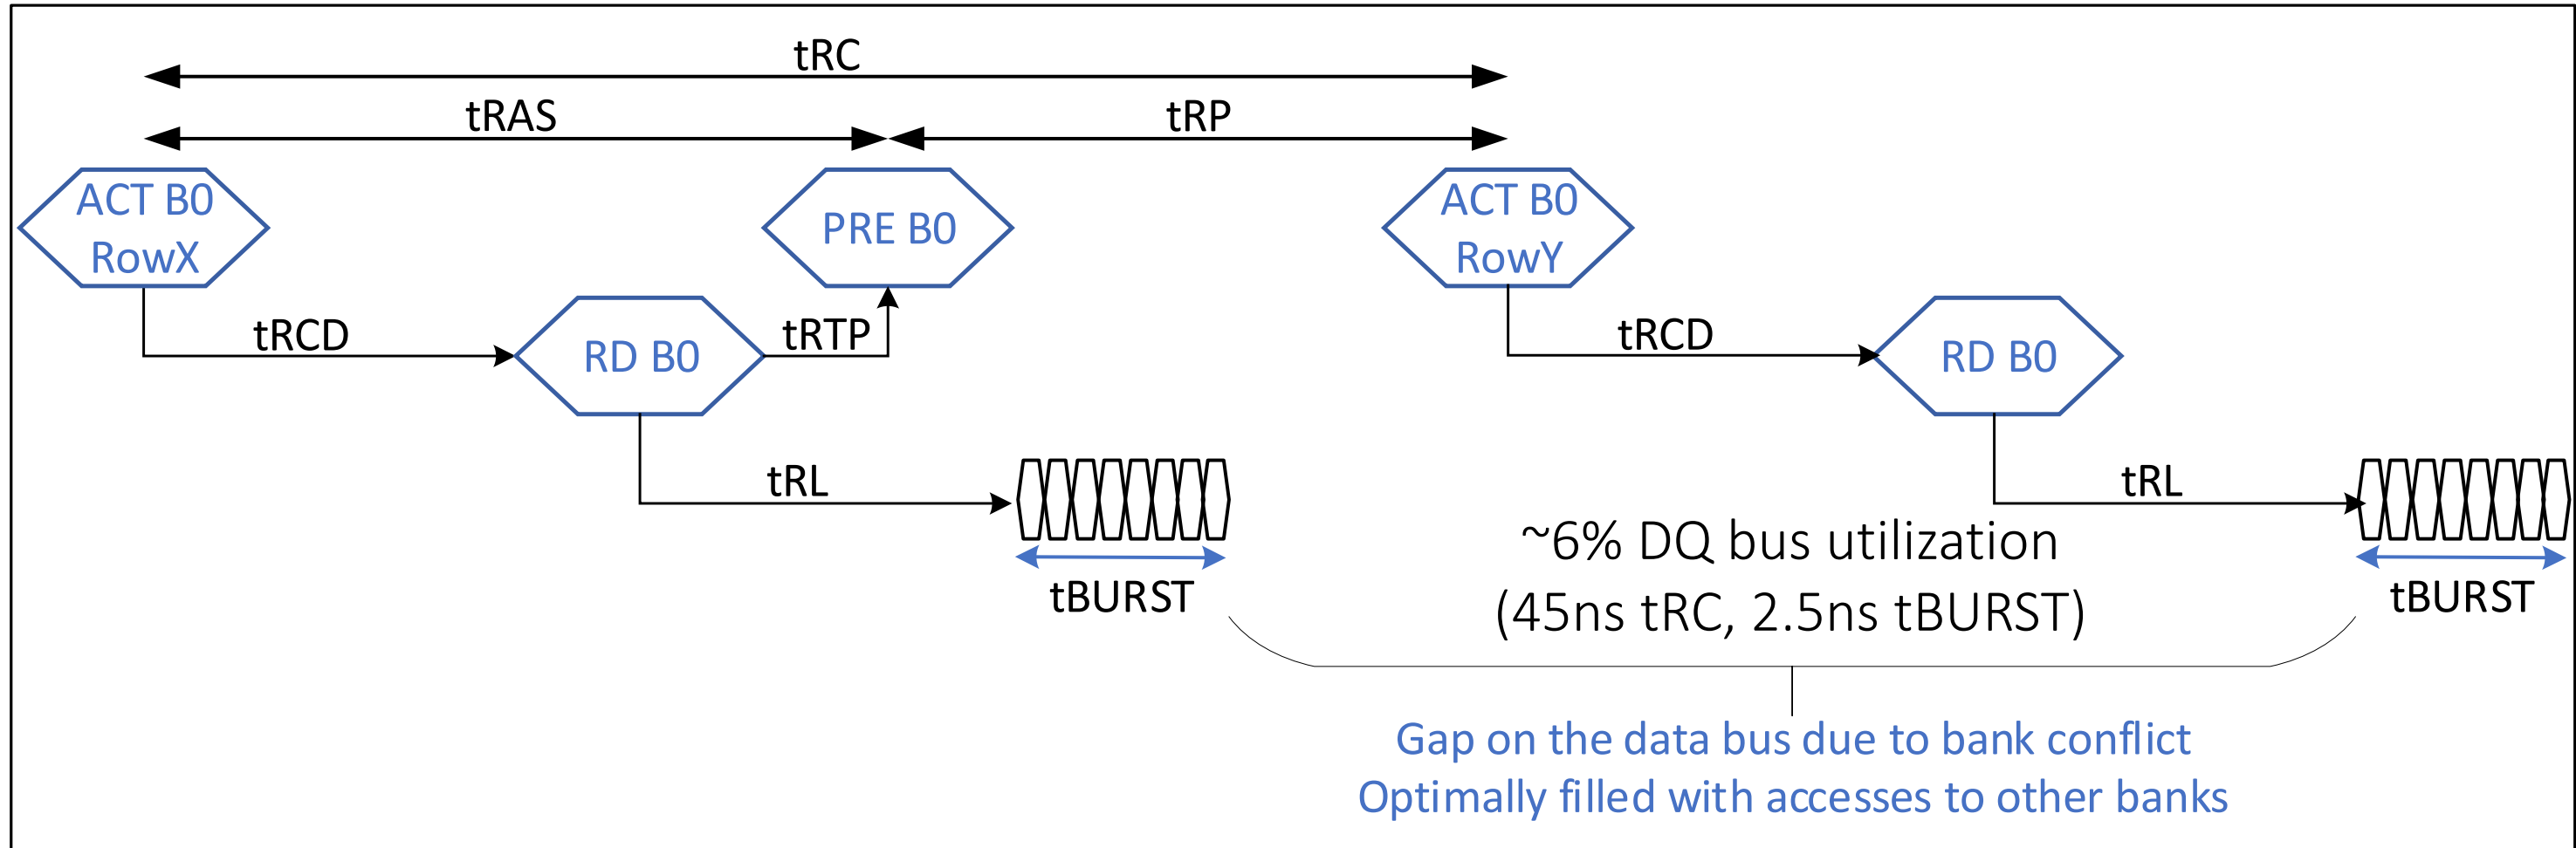 tRC
tRAS
tRP
ACT B0
RowX
PRE B0
ACT B0
RowY
tRCD
RD B0
tRTP
tRCD
RD B0
tRL
tRL
~6% DQ bus utilization
(45ns tRC, 2.5ns tBURST)
tBURST
tBURST
Gap on the data bus due to bank conflict
Optimally filled with accesses to other banks